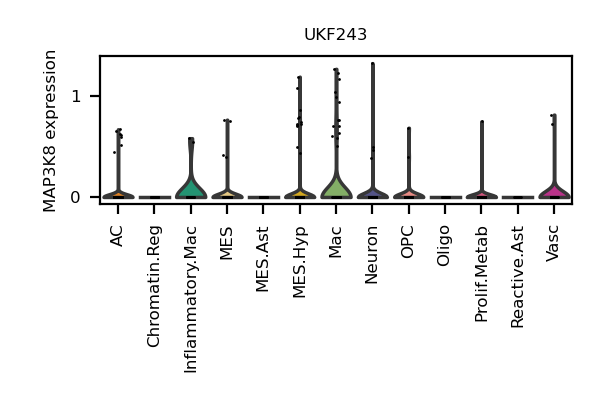 UKF243
MAP3K8 expression
1
0
AC
Chromatin.Reg
Inflammatory.Mac
MES
MES.Ast
MES.Hyp
Mac
Neuron
OPC
Oligo
Prolif.Metab
Reactive.Ast
Vasc